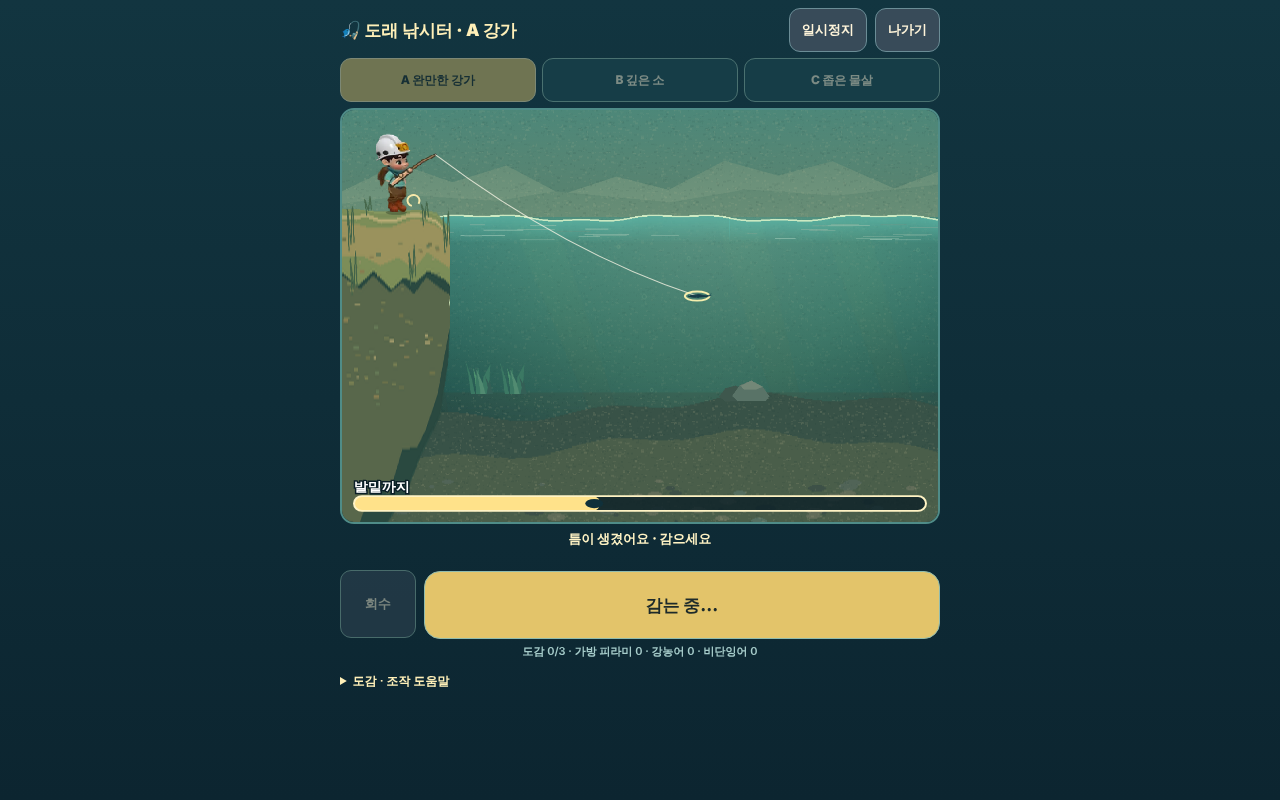 도래 낚시터 · A 강가
일시정지
나가기
A 완만한 강가
B 깊은 소
C 좁은 물살
발밑까지
틈이 생겼어요 · 감으세요
회수
감는 중...
도감 0/3 · 가방 피라미 0 · 강농어 0 · 비단잉어 0
도감 · 조작 도움말